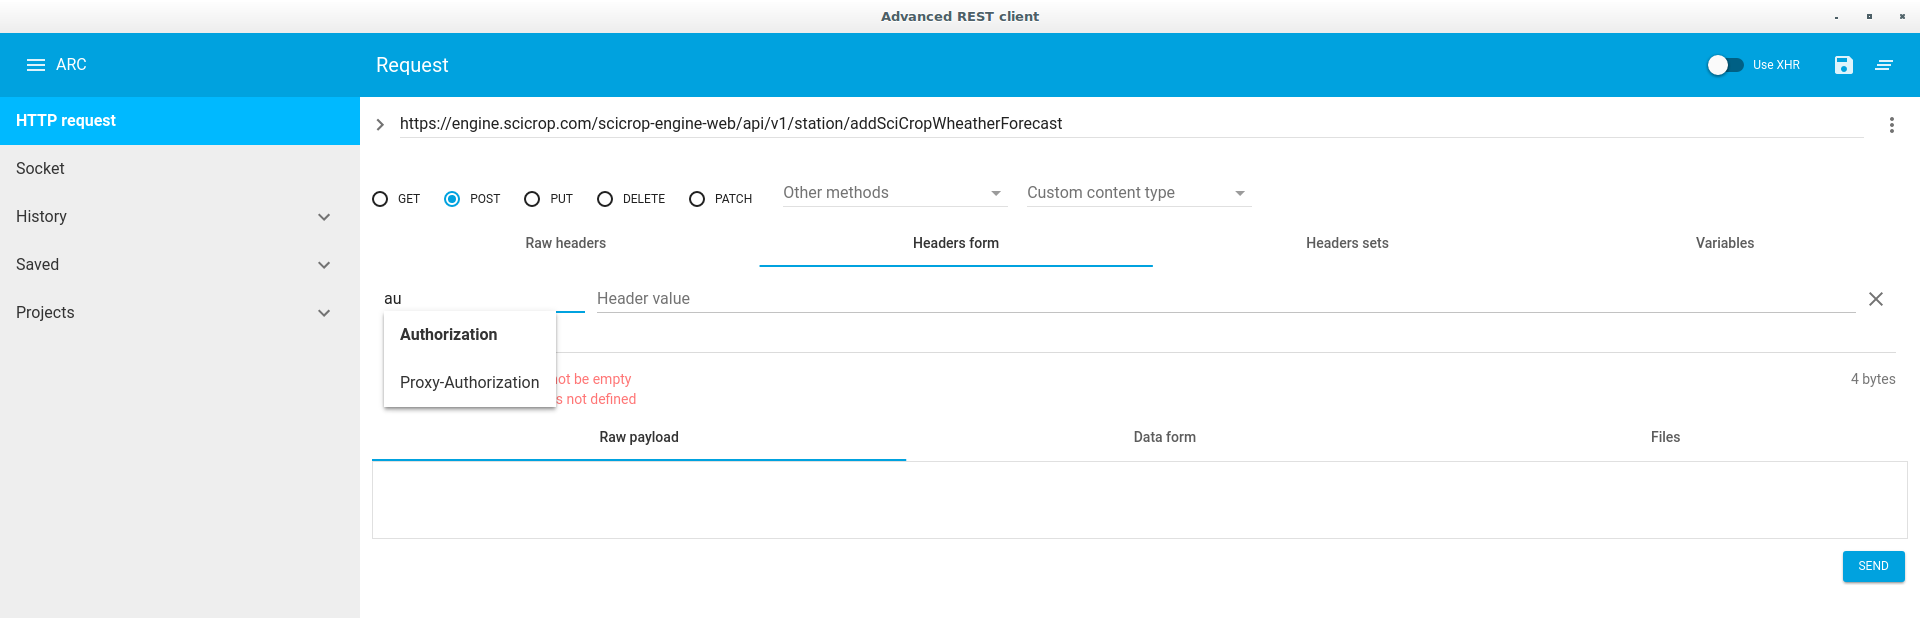 Advanced REST client
ARC
Request
Use XHR
HTTP request
Socket
History
Saved
Projects
https://engine.scicrop.com/scicrop-engine-web/api/v1/station/addSciCropWheatherForecast
GET POST PUT DELETE PATCH Other methods Custom content type
Raw headers Headers form Headers sets Variables
au Header value
Authorization
Proxy-Authorization
not be empty 4 bytes
s not defined
Raw payload Data form Files
SEND